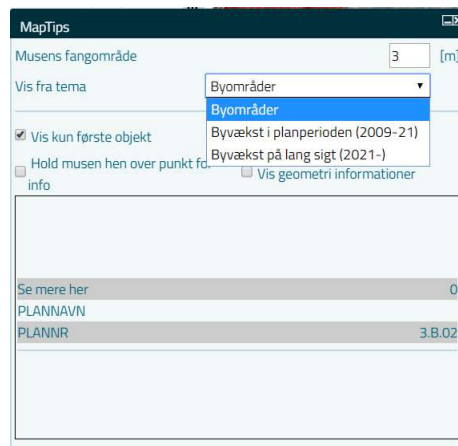 MapTips
Musens fangområde 3 [m]
Vis fra tema Byområder
Byområder
Byvækst i planperioden (2009-21)
Byvækst på lang sigt (2021-)
Vis kun første objekt
Hold musen hen over punkt fo
info
Vis geometri informationer
Se mere her 0
PLANNAVN
PLANNR 3.B.02